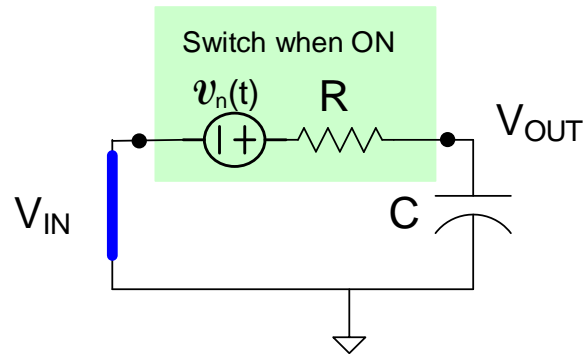 Switch when ON
𝒱n(t)
R
VOUT
VIN
C